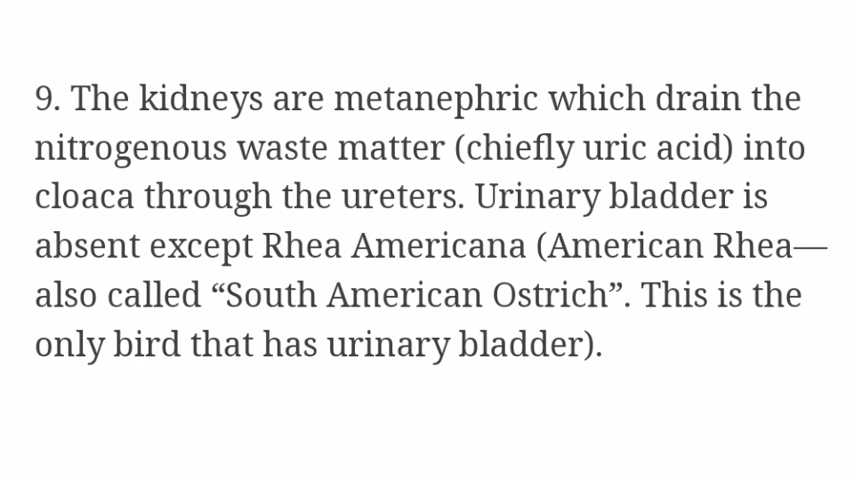 9. The kidneys are metanephric which drain the
nitrogenous waste matter (chiefly uric acid) into
cloaca through the ureters. Urinary bladder is
absent except Rhea Americana (American Rhea—
also called “South American Ostrich”. This is the
only bird that has urinary bladder).